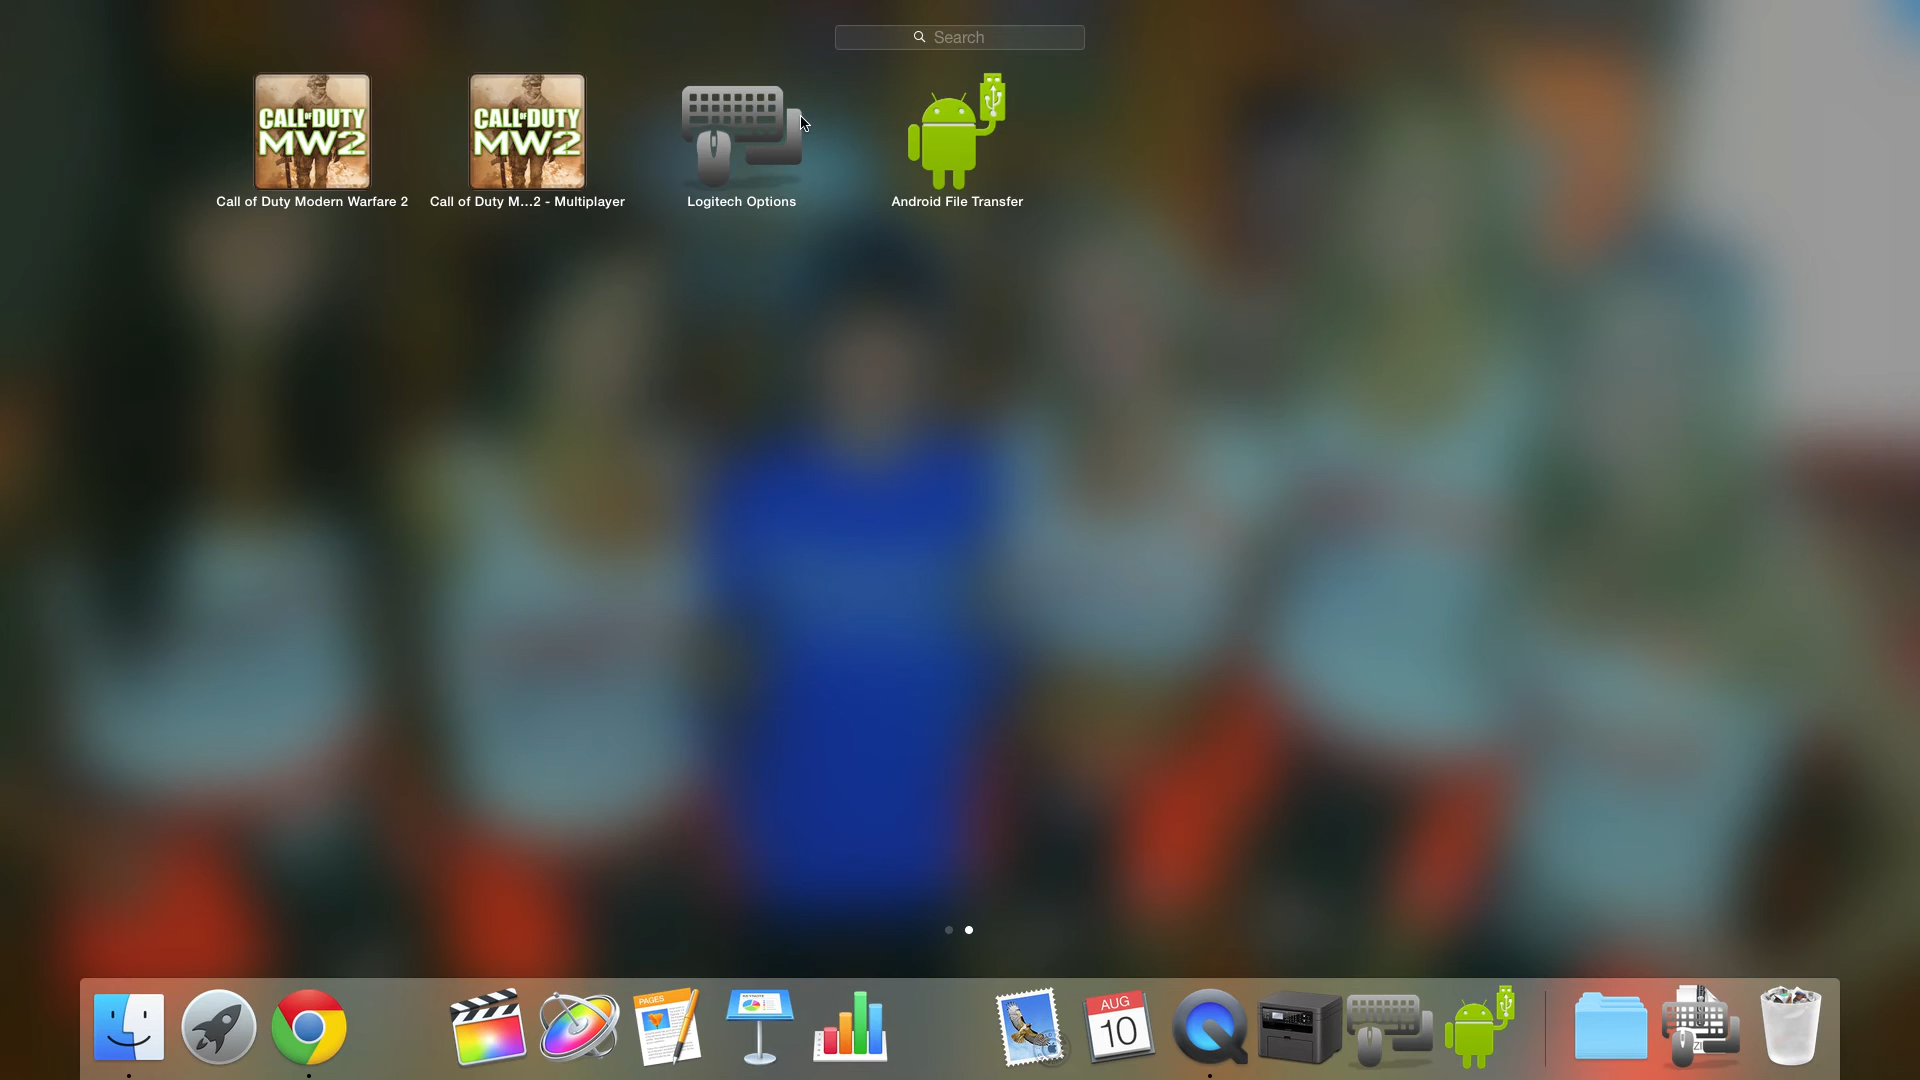 Search
CALL OF DUTY
MW2
CALL OF DUTY
MW2
Call of Duty Modern Warfare 2
Call of Duty M...2 - Multiplayer
Logitech Options
Android File Transfer
PAGES
KEYNOTE
AUG
10